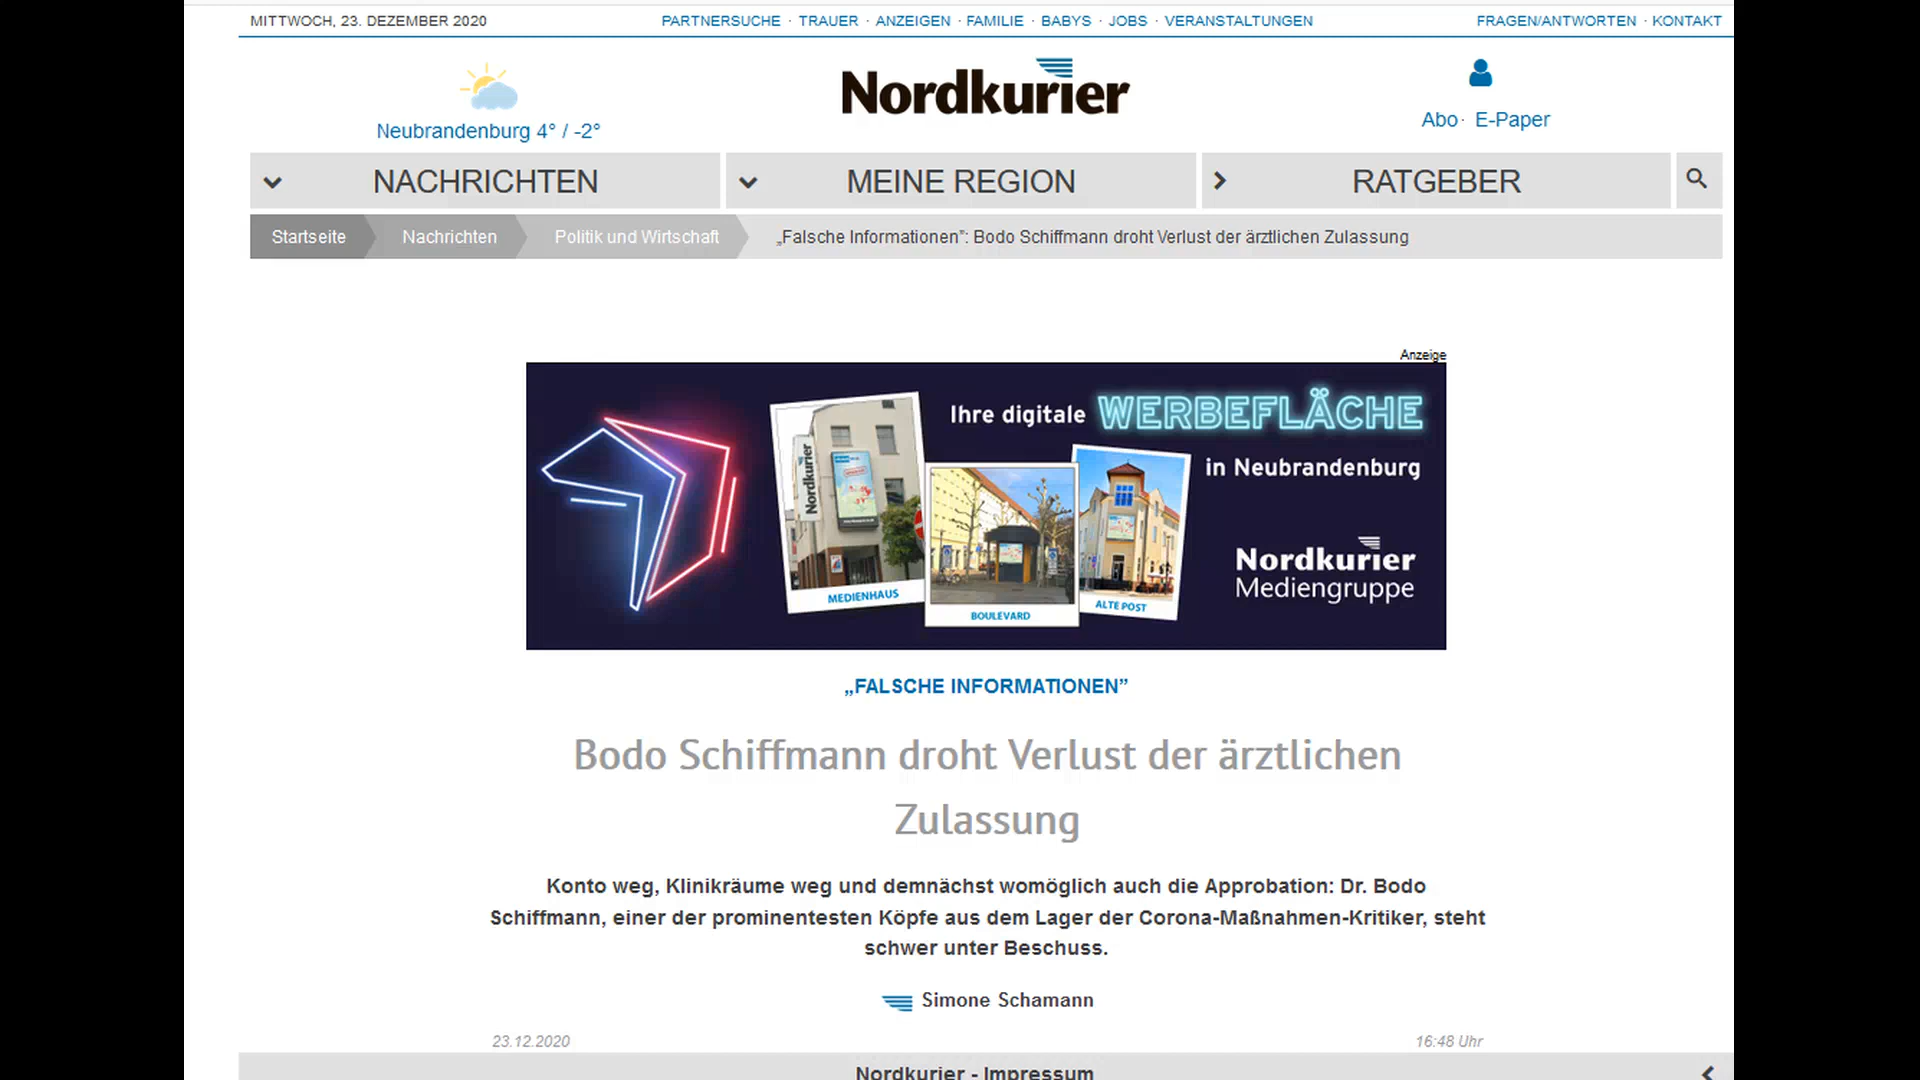 MITTWOCH, 23. DEZEMBER 2020
PARTNERSUCHE · TRAUER · ANZEIGEN · FAMILIE · BABYS · JOBS · VERANSTALTUNGEN
FRAGEN/ANTWORTEN · KONTAKT
Nordkurier
Neubrandenburg 4° / -2°
Abo · E-Paper
NACHRICHTEN
MEINE REGION
RATGEBER
Startseite
Nachrichten
Politik und Wirtschaft
„Falsche Informationen”: Bodo Schiffmann droht Verlust der ärztlichen Zulassung
Anzeige
Ihre digitale WERBEFLÄCHE
in Neubrandenburg
Nordkurier
MEDIENHAUS
BOULEVARD
ALTE POST
Nordkurier
Mediengruppe
„FALSCHE INFORMATIONEN”
Bodo Schiffmann droht Verlust der ärztlichen
Zulassung
Konto weg, Klinikräume weg und demnächst womöglich auch die Approbation: Dr. Bodo
Schiffmann, einer der prominentesten Köpfe aus dem Lager der Corona-Maßnahmen-Kritiker, steht
schwer unter Beschuss.
Simone Schamann
23.12.2020
16:48 Uhr
Nordkurier - Impressum